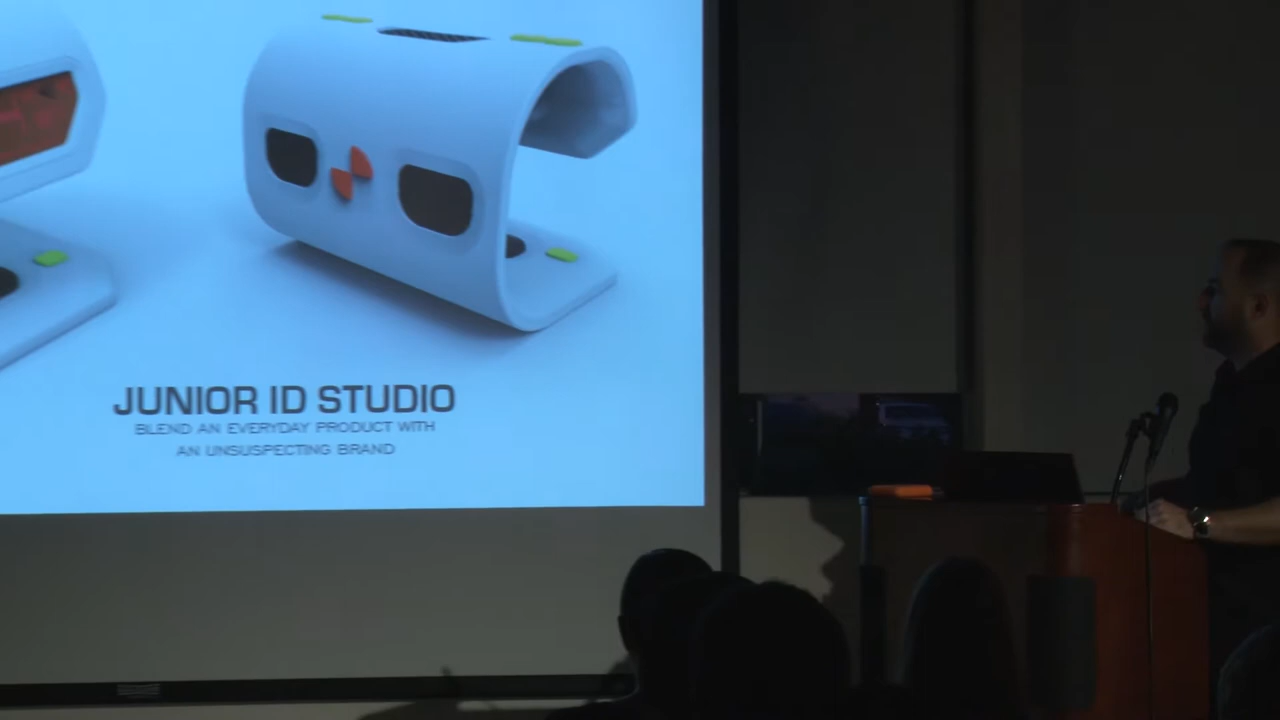 JUNIOR ID STUDIO
BLEND AN EVERYDAY PRODUCT WITH
AN UNSUSPECTING BRAND